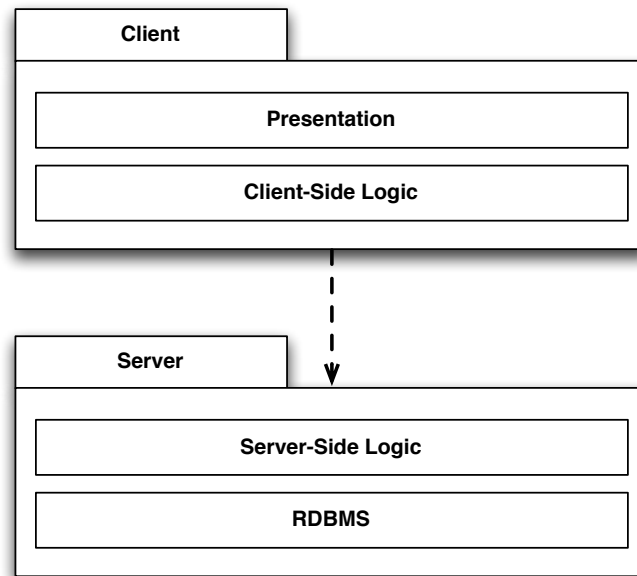 Client
Presentation
Client-Side Logic
Server
Server-Side Logic
RDBMS